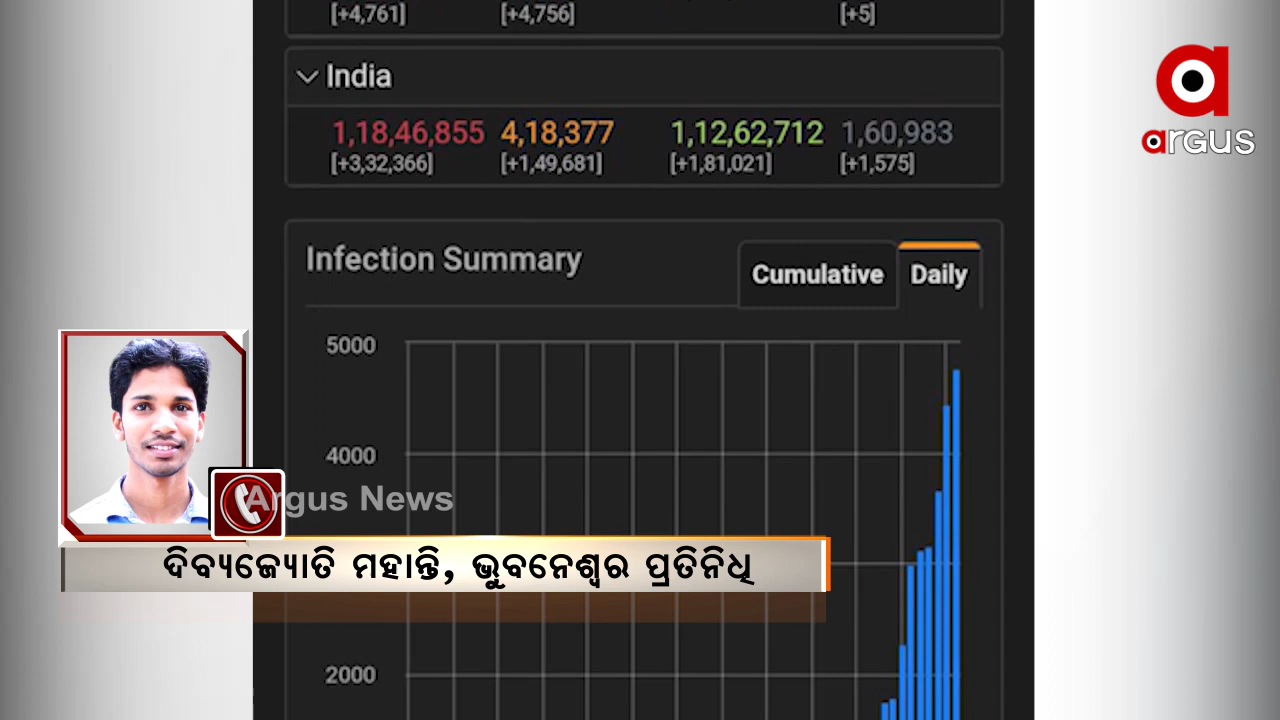 [+4,761] [+4,756] [+5]
India
1,18,46,855 4,18,377 1,12,62,712 1,60,983
[+3,32,366] [+1,49,681] [+1,81,021] [+1,575]
argus
Infection Summary
Cumulative Daily
5000
4000
Argus News
ଦିବ୍ୟଜ୍ୟୋତି ମହାନ୍ତି, ଭୁବନେଶ୍ୱର ପ୍ରତିନିଧି
2000